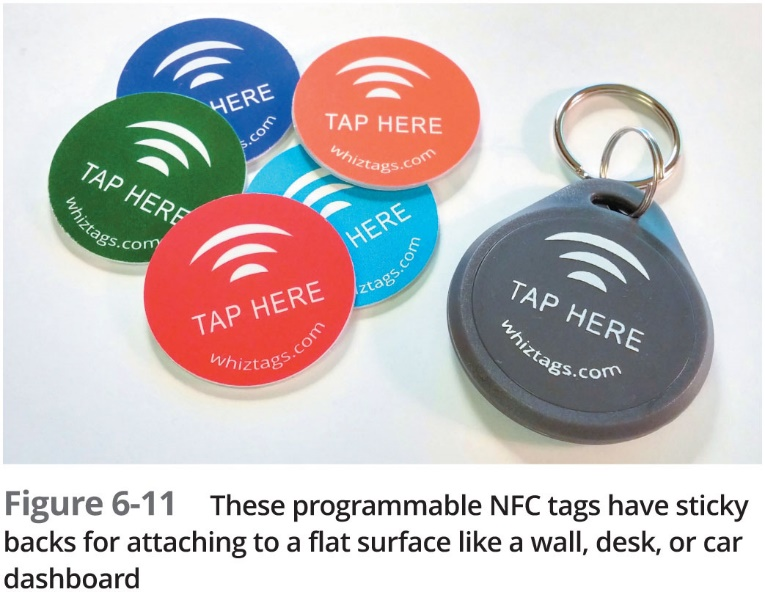 HERE
s.com
TAP HERE
whiztags.com
TAP HERE
whiztags.com
HERE
ztags.com
TAP HERE
whiztags.com
TAP HERE
whiztags.com
Figure 6-11 These programmable NFC tags have sticky
backs for attaching to a flat surface like a wall, desk, or car
dashboard